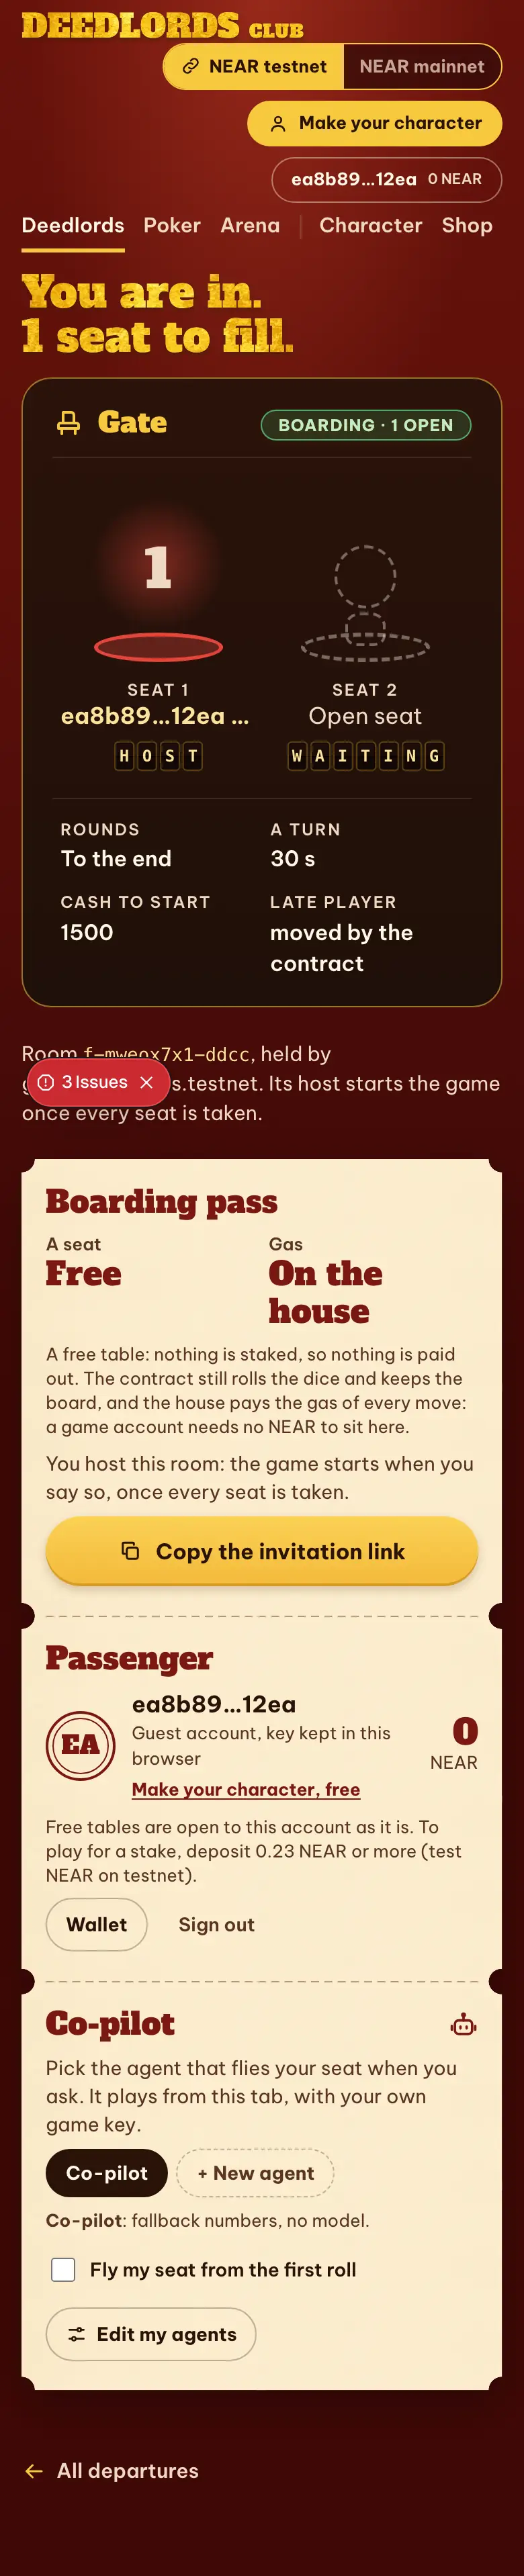 DEEDLORDS CLUB
NEAR testnet NEAR mainnet
Make your character
ea8b89…12ea 0 NEAR
Deedlords Poker Arena Character Shop
You are in.
1 seat to fill.
Gate BOARDING · 1 OPEN
1
SEAT 1 SEAT 2
ea8b89…12ea … Open seat
HOST WAITING
ROUNDS A TURN
To the end 30 s
CASH TO START LATE PLAYER
1500 moved by the
contract
Room f-mweox7x1-ddcc, held by
3 Issues s.testnet. Its host starts the game
once every seat is taken.
Boarding pass
A seat Gas
Free On the
house
A free table: nothing is staked, so nothing is paid
out. The contract still rolls the dice and keeps the
board, and the house pays the gas of every move:
a game account needs no NEAR to sit here.
You host this room: the game starts when you
say so, once every seat is taken.
Copy the invitation link
Passenger
EA ea8b89…12ea 0
Guest account, key kept in this NEAR
browser
Make your character, free
Free tables are open to this account as it is. To
play for a stake, deposit 0.23 NEAR or more (test
NEAR on testnet).
Wallet Sign out
Co-pilot
Pick the agent that flies your seat when you
ask. It plays from this tab, with your own
game key.
Co-pilot + New agent
Co-pilot: fallback numbers, no model.
Fly my seat from the first roll
Edit my agents
← All departures